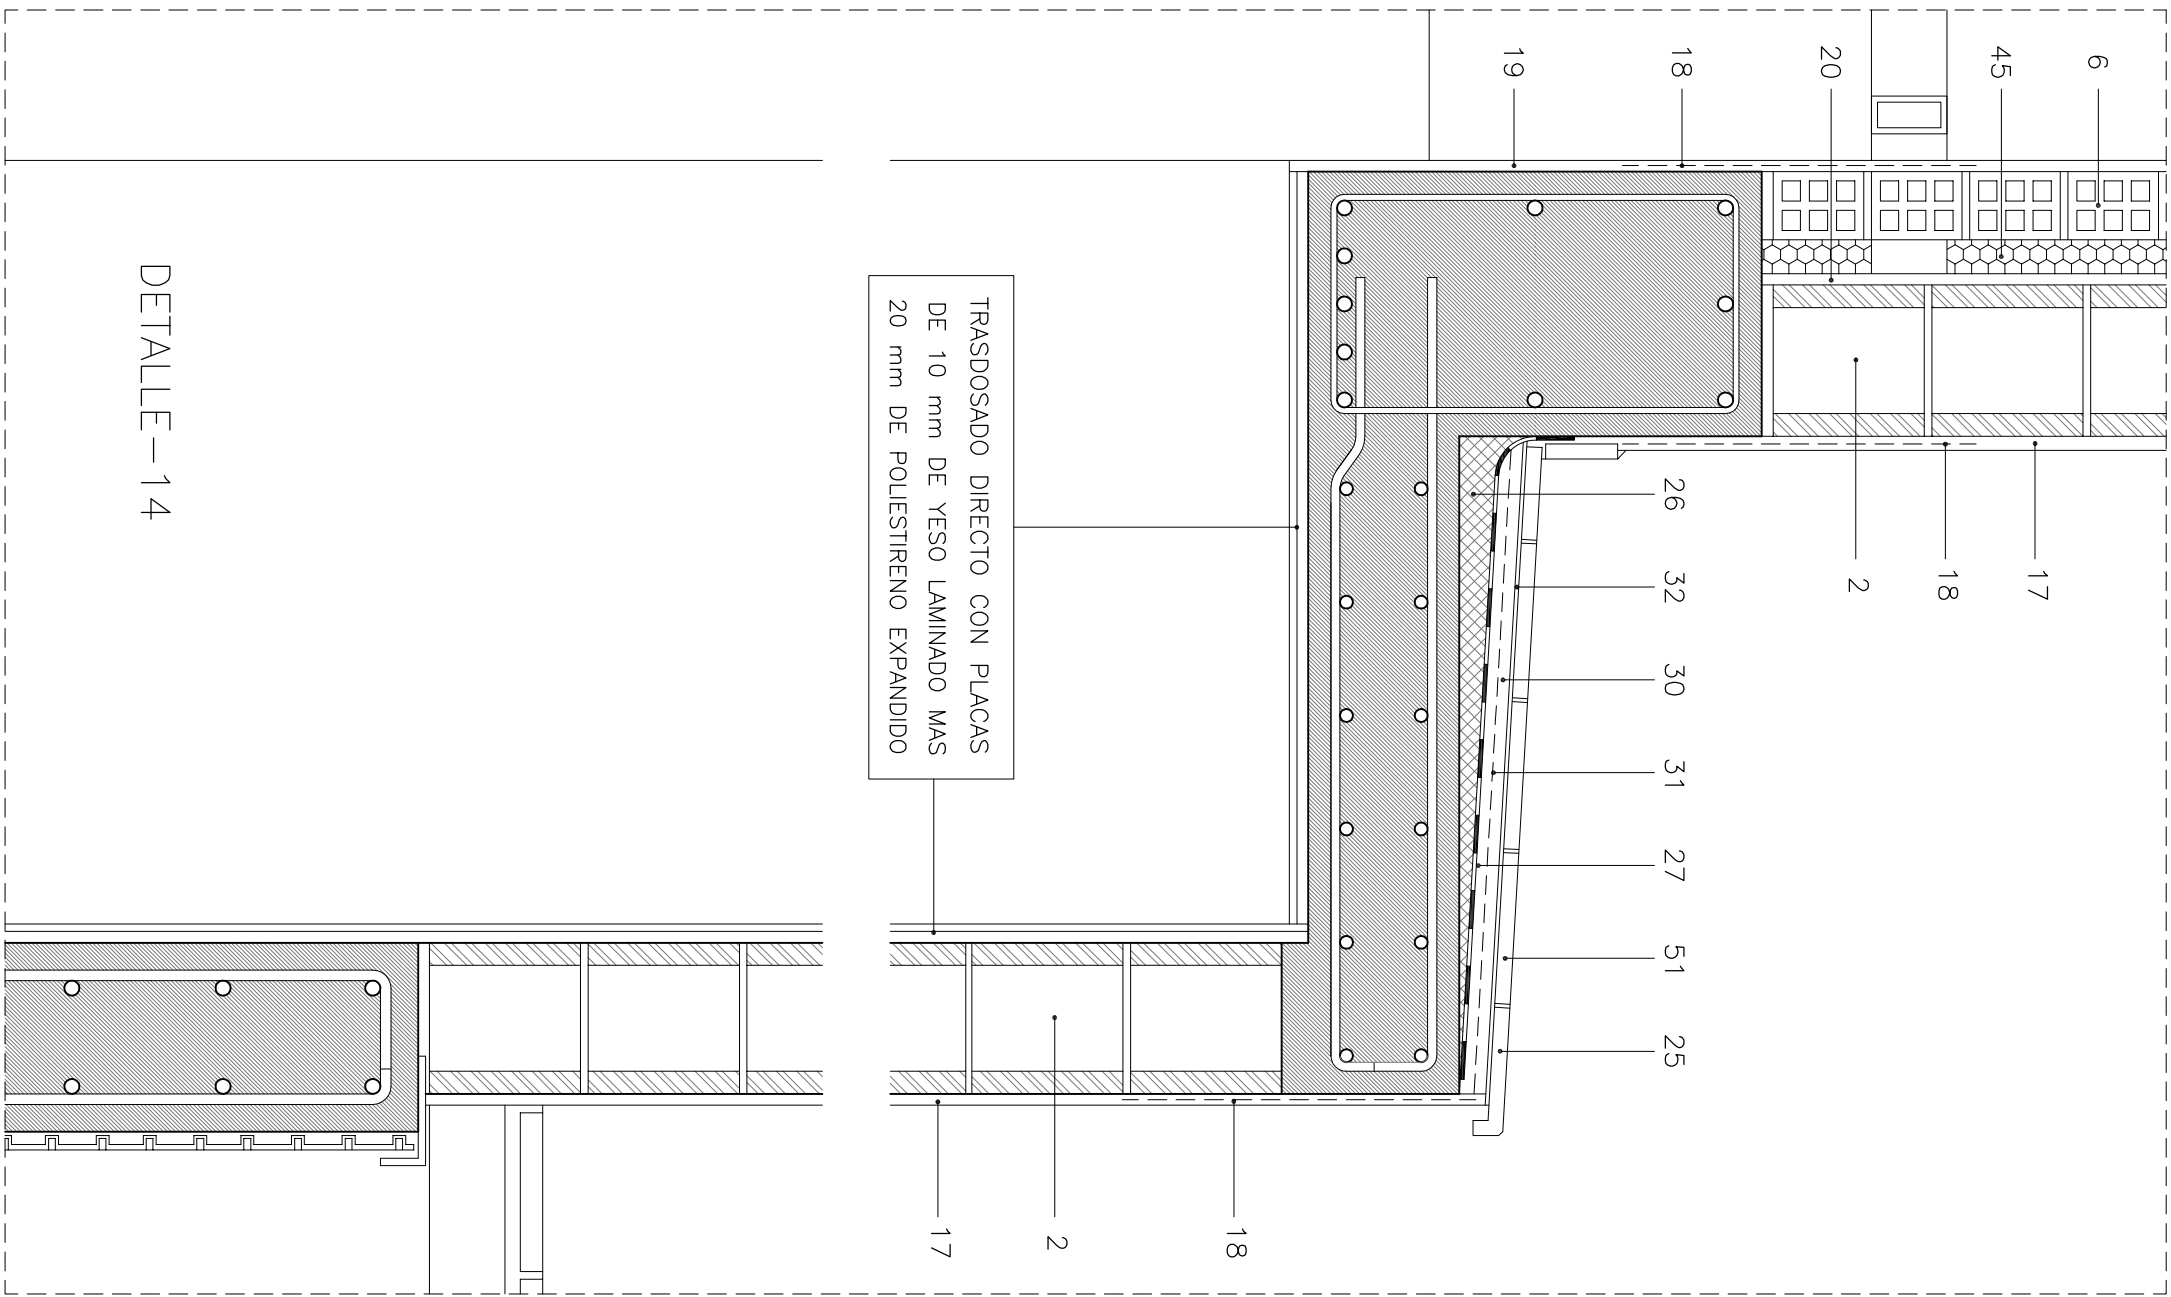 6
45
20
18
19
17
18
2
26 32 30 31 27 51 25
18
2
17
TRASDOSADO DIRECTO CON PLACAS
DE 10 mm DE YESO LAMINADO MAS
20 mm DE POLIESTIRENO EXPANDIDO
DETALLE-14